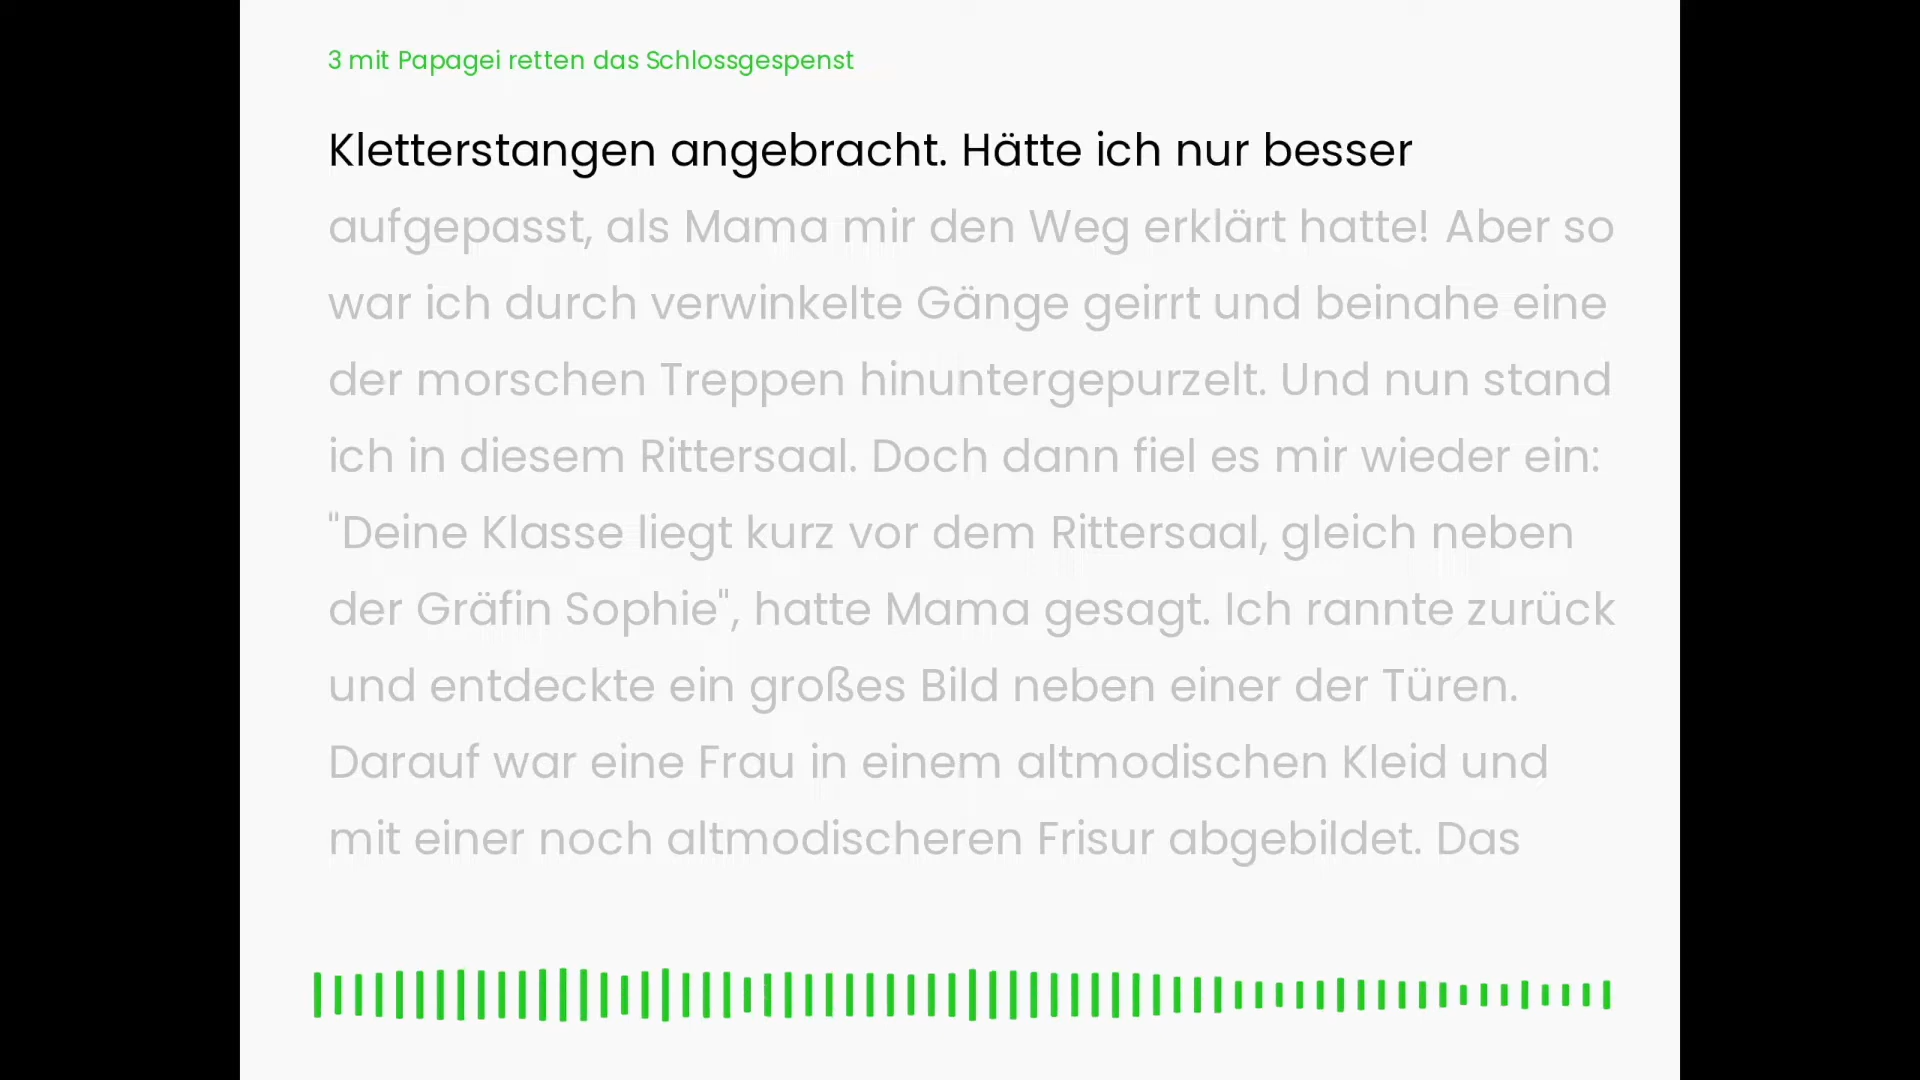 3 mit Papagei retten das Schlossgespenst
Kletterstangen angebracht. Hätte ich nur besser
aufgepasst, als Mama mir den Weg erklärt hatte! Aber so
war ich durch verwinkelte Gänge geirrt und beinahe eine
der morschen Treppen hinuntergepurzelt. Und nun stand
ich in diesem Rittersaal. Doch dann fiel es mir wieder ein:
"Deine Klasse liegt kurz vor dem Rittersaal, gleich neben
der Gräfin Sophie", hatte Mama gesagt. Ich rannte zurück
und entdeckte ein großes Bild neben einer der Türen.
Darauf war eine Frau in einem altmodischen Kleid und
mit einer noch altmodischeren Frisur abgebildet. Das